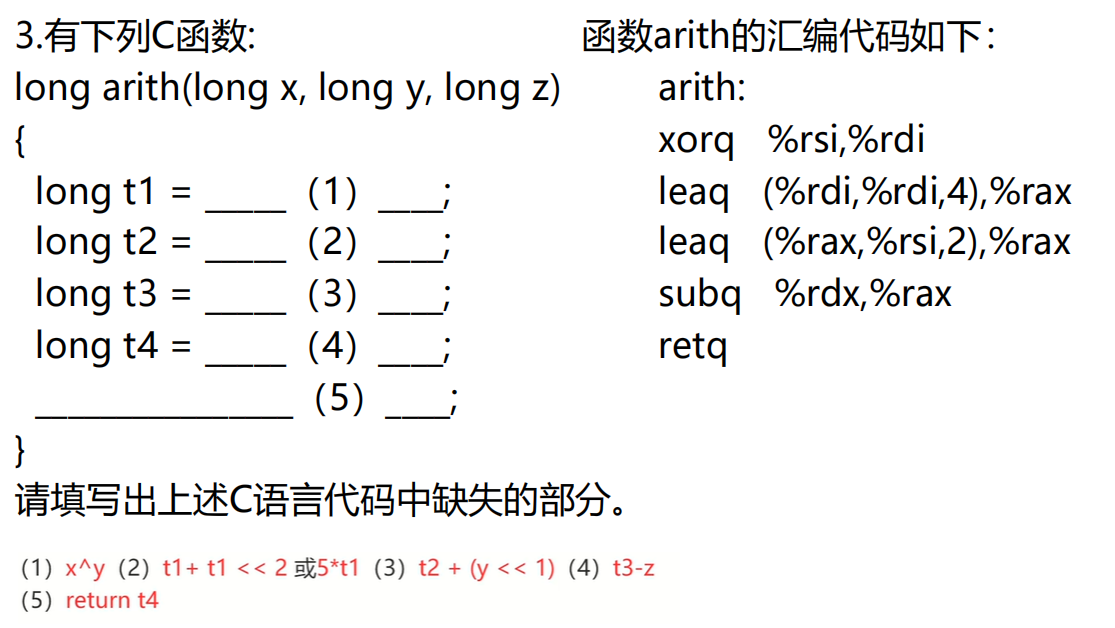 3.有下列C函数:
long arith(long x, long y, long z)
{
long t1 = _____ （1）____;
long t2 = _____ （2）____;
long t3 = _____ （3）____;
long t4 = _____ （4）____;
________________ （5）____;
}
函数arith的汇编代码如下：
arith:
xorq %rsi,%rdi
leaq (%rdi,%rdi,4),%rax
leaq (%rax,%rsi,2),%rax
subq %rdx,%rax
retq
请填写出上述C语言代码中缺失的部分。
（1）x^y（2）t1+ t1 << 2 或5*t1（3）t2 + (y << 1)（4）t3-z
（5）return t4